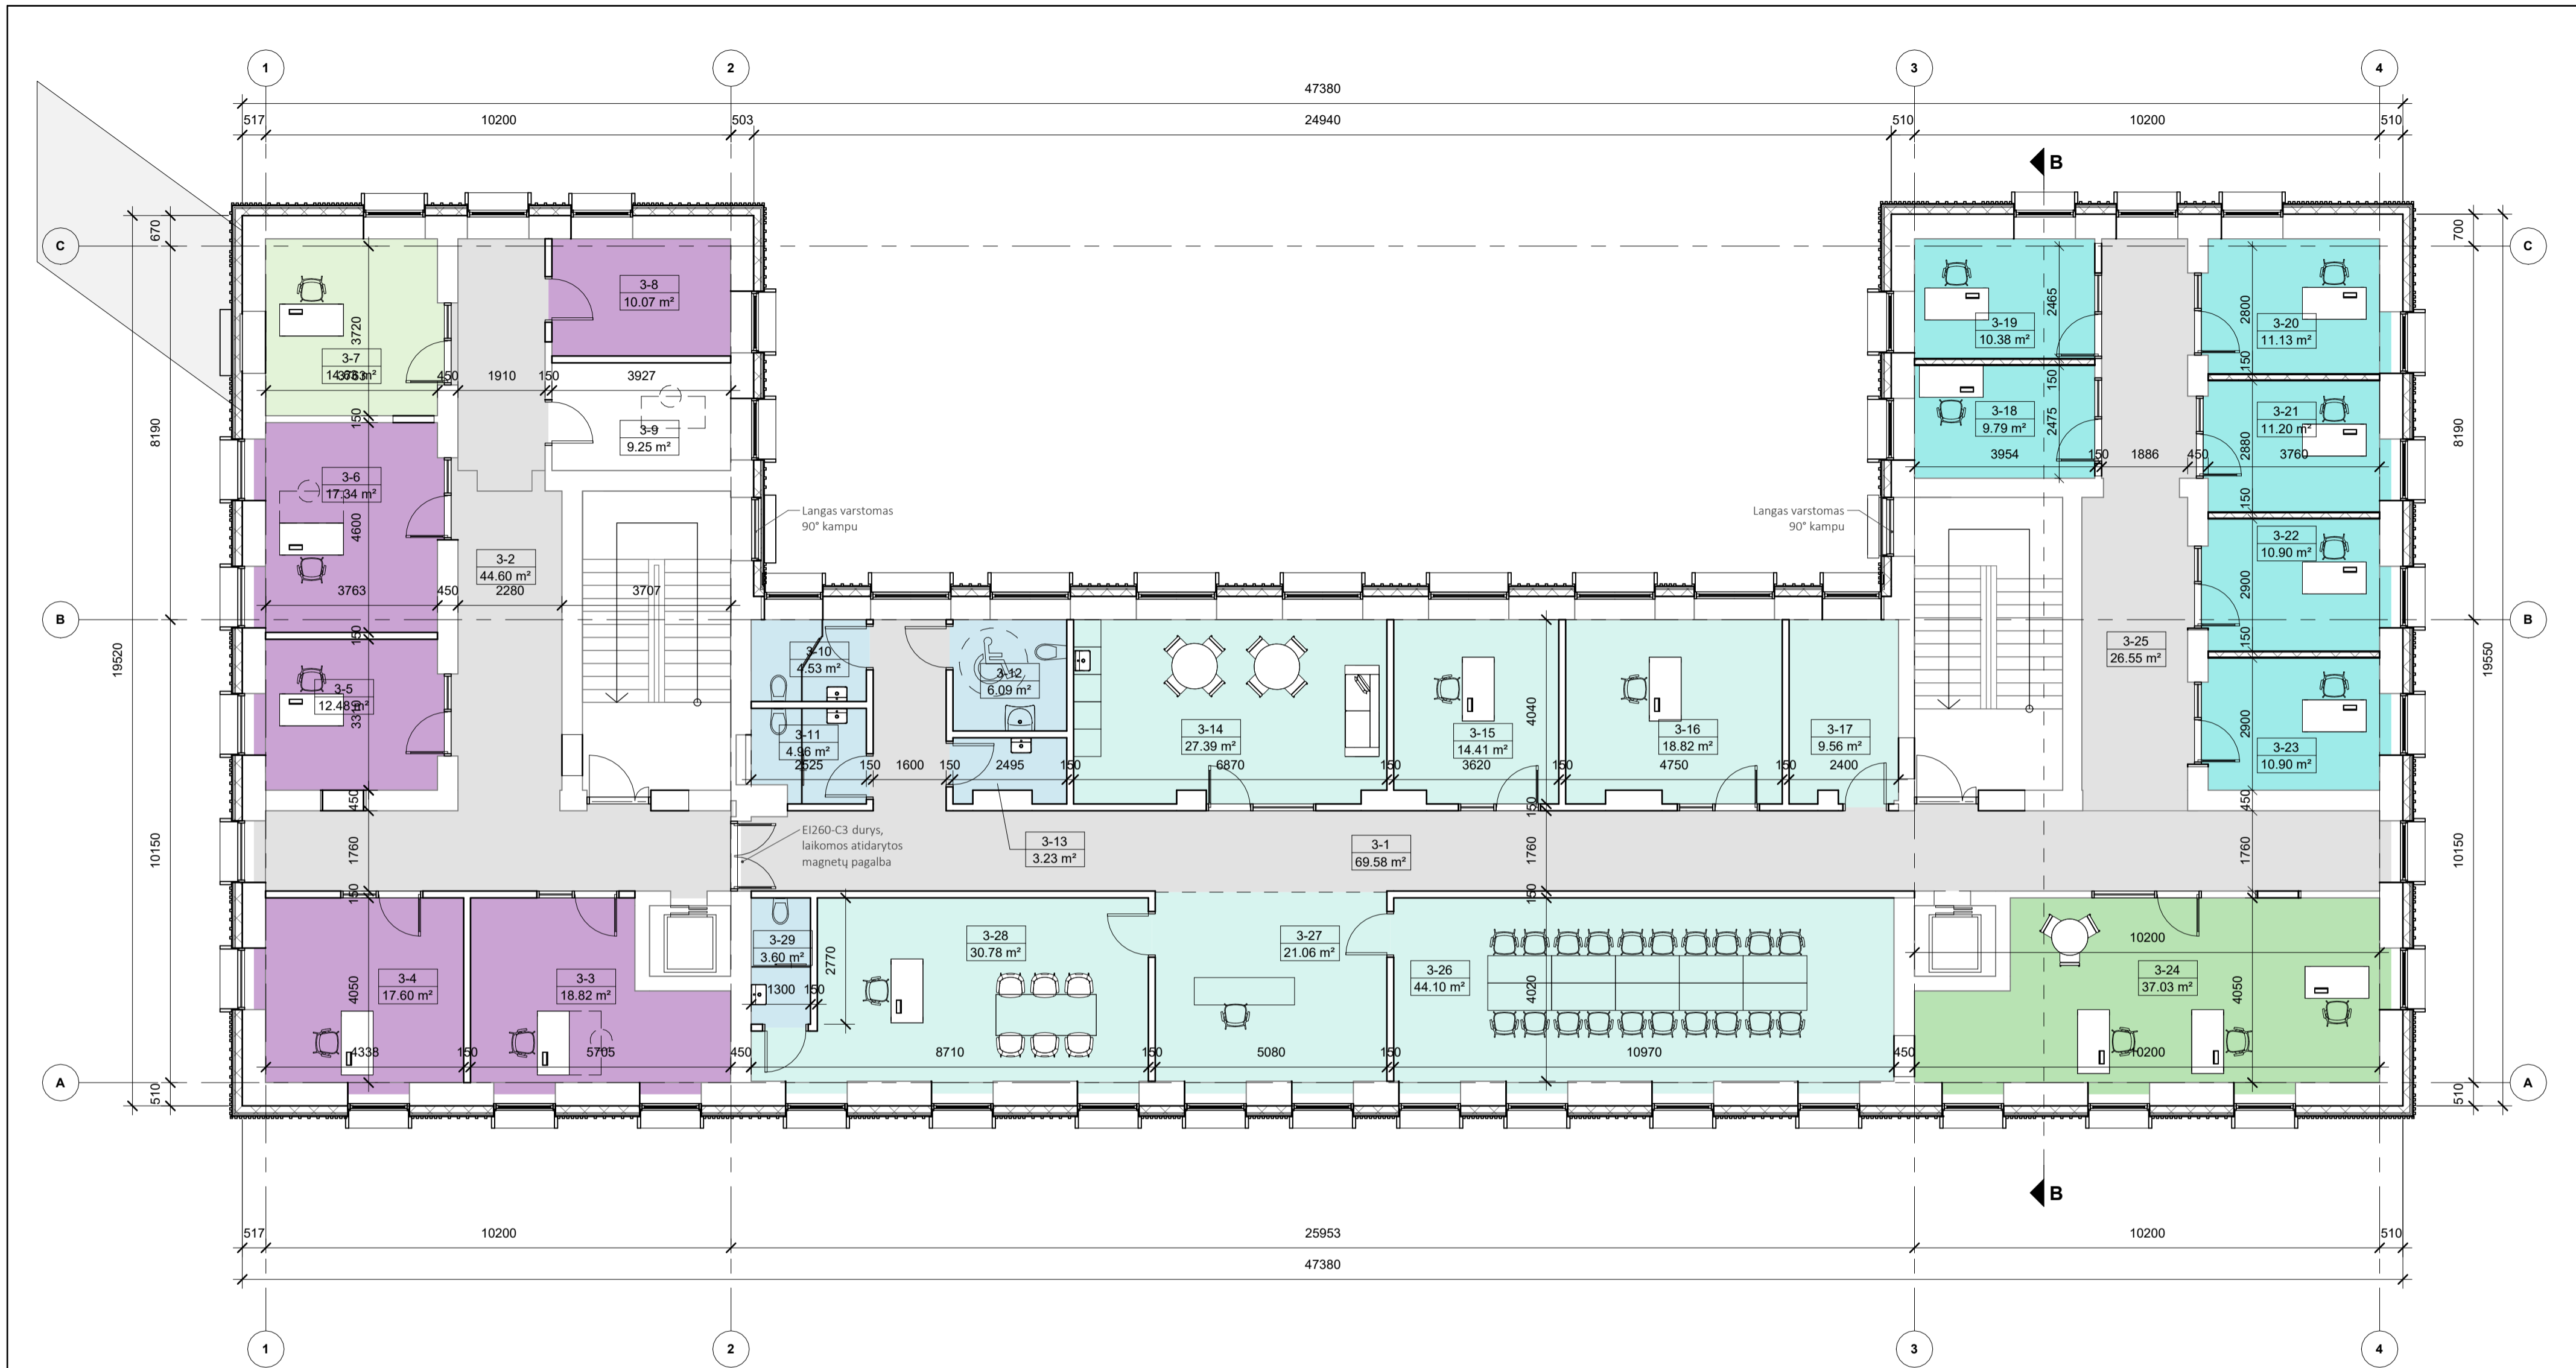 1
2
3
4
47380
517
10200
503
24940
510
10200
510
B
C
C
670
8190
19520
10150
510
700
8190
19550
10150
510
3-8
10.07 m²
3720
3-7
14.63 m²
3763
450
1910
150
3927
150
3-9
9.25 m²
3-6
17.34 m²
4600
3-2
44.60 m²
3763
450
2280
3707
150
3-5
12.48 m²
3310
450
Langas varstomas
90° kampu
Langas varstomas
90° kampu
2465
3-19
10.38 m²
150
3-18
9.79 m²
2475
3954
150
1886
450
3760
2800
3-20
11.13 m²
150
3-21
11.20 m²
2880
150
3-22
10.90 m²
2900
150
3-25
26.55 m²
2900
3-23
10.90 m²
450
B
B
3-10
4.53 m²
3-12
6.09 m²
3-11
4.96 m²
2525
150
1600
150
2495
150
3-14
27.39 m²
6870
150
4040
3-15
14.41 m²
3620
150
3-16
18.82 m²
4750
150
3-17
9.56 m²
2400
150
EI260-C3 durys,
laikomos atidarytos
magnetų pagalba
3-13
3.23 m²
3-1
69.58 m²
1760
1760
1760
150
150
150
3-4
17.60 m²
4050
3-3
18.82 m²
4338
150
5705
450
3-29
3.60 m²
2770
1300
150
3-28
30.78 m²
8710
150
3-27
21.06 m²
5080
150
3-26
44.10 m²
4020
10970
450
10200
3-24
37.03 m²
4050
10200
A
A
B
517
10200
25953
10200
510
47380
1
2
3
4